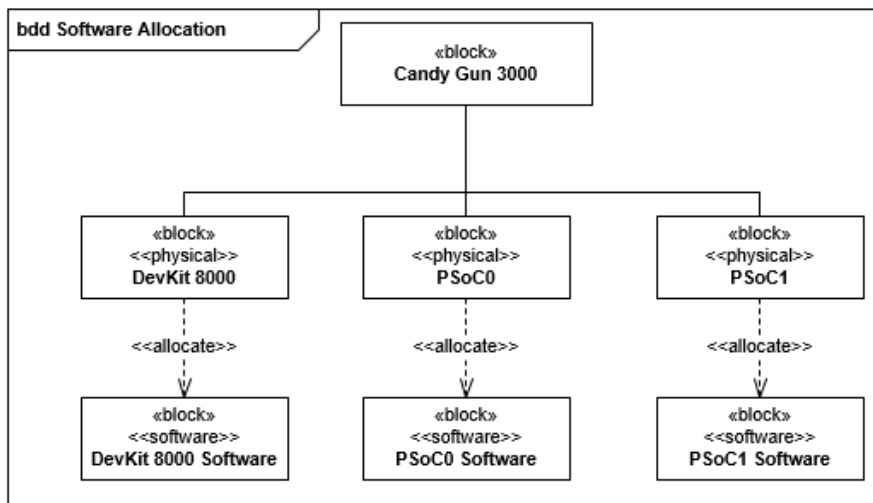 bdd Software Allocation
«block»
Candy Gun 3000
«block»
<<physical>>
DevKit 8000
«block»
<<physical>>
PSoC0
«block»
<<physical>>
PSoC1
<<allocate>>
<<allocate>>
<<allocate>>
«block»
<<software>>
DevKit 8000 Software
«block»
<<software>>
PSoC0 Software
«block»
<<software>>
PSoC1 Software